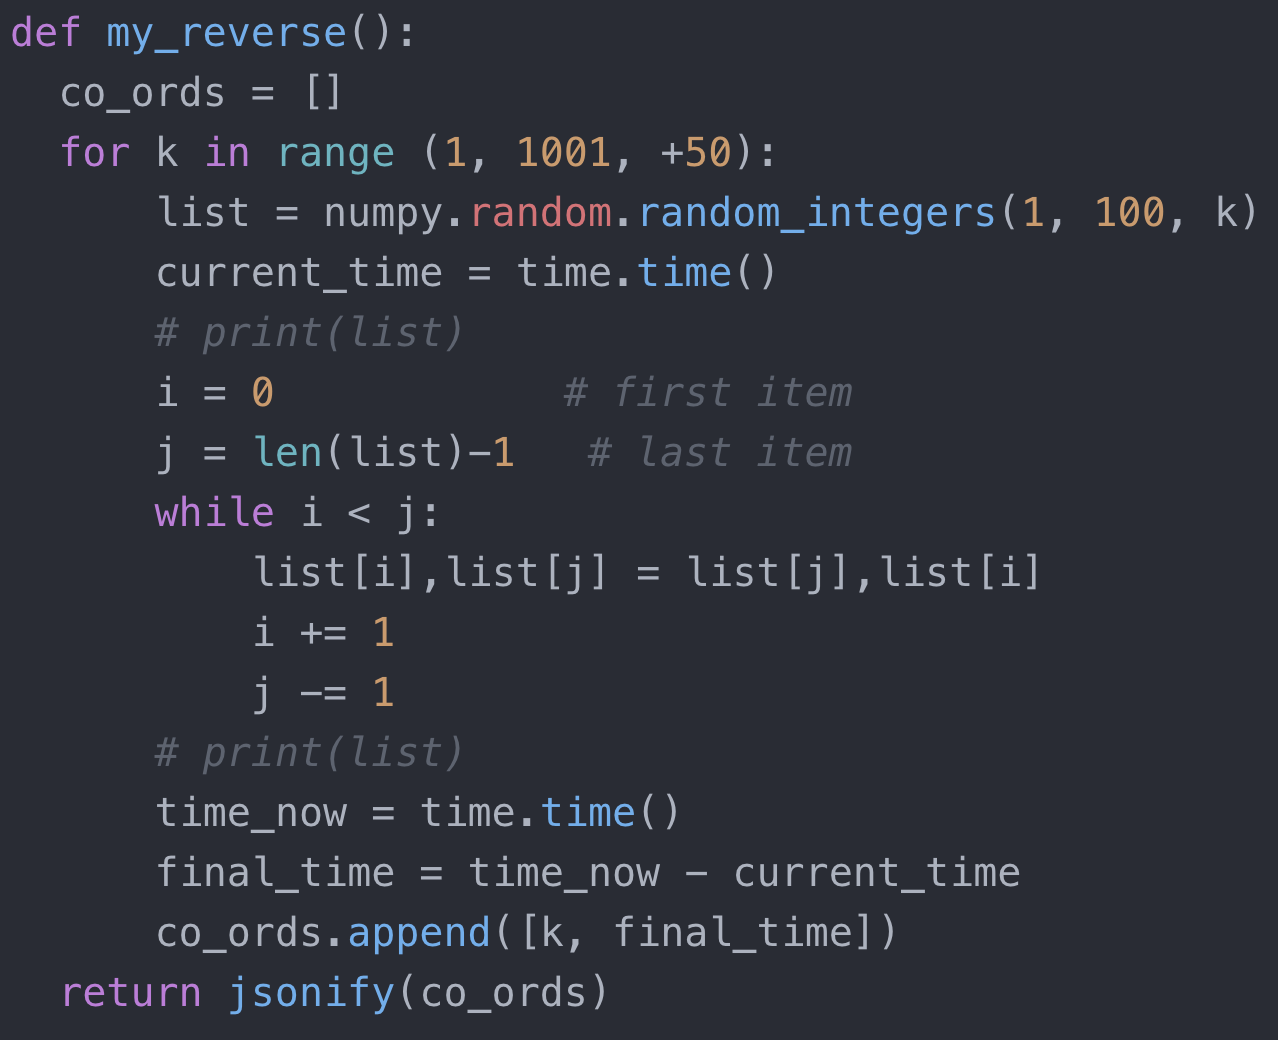 def my_reverse():
  co_ords = []
  for k in range (1, 1001, +50):
      list = numpy.random.random_integers(1, 100, k)
      current_time = time.time()
      # print(list)
      i = 0            # first item
      j = len(list)-1   # last item
      while i < j:
          list[i],list[j] = list[j],list[i]
          i += 1
          j -= 1
      # print(list)
      time_now = time.time()
      final_time = time_now - current_time
      co_ords.append([k, final_time])
  return jsonify(co_ords)